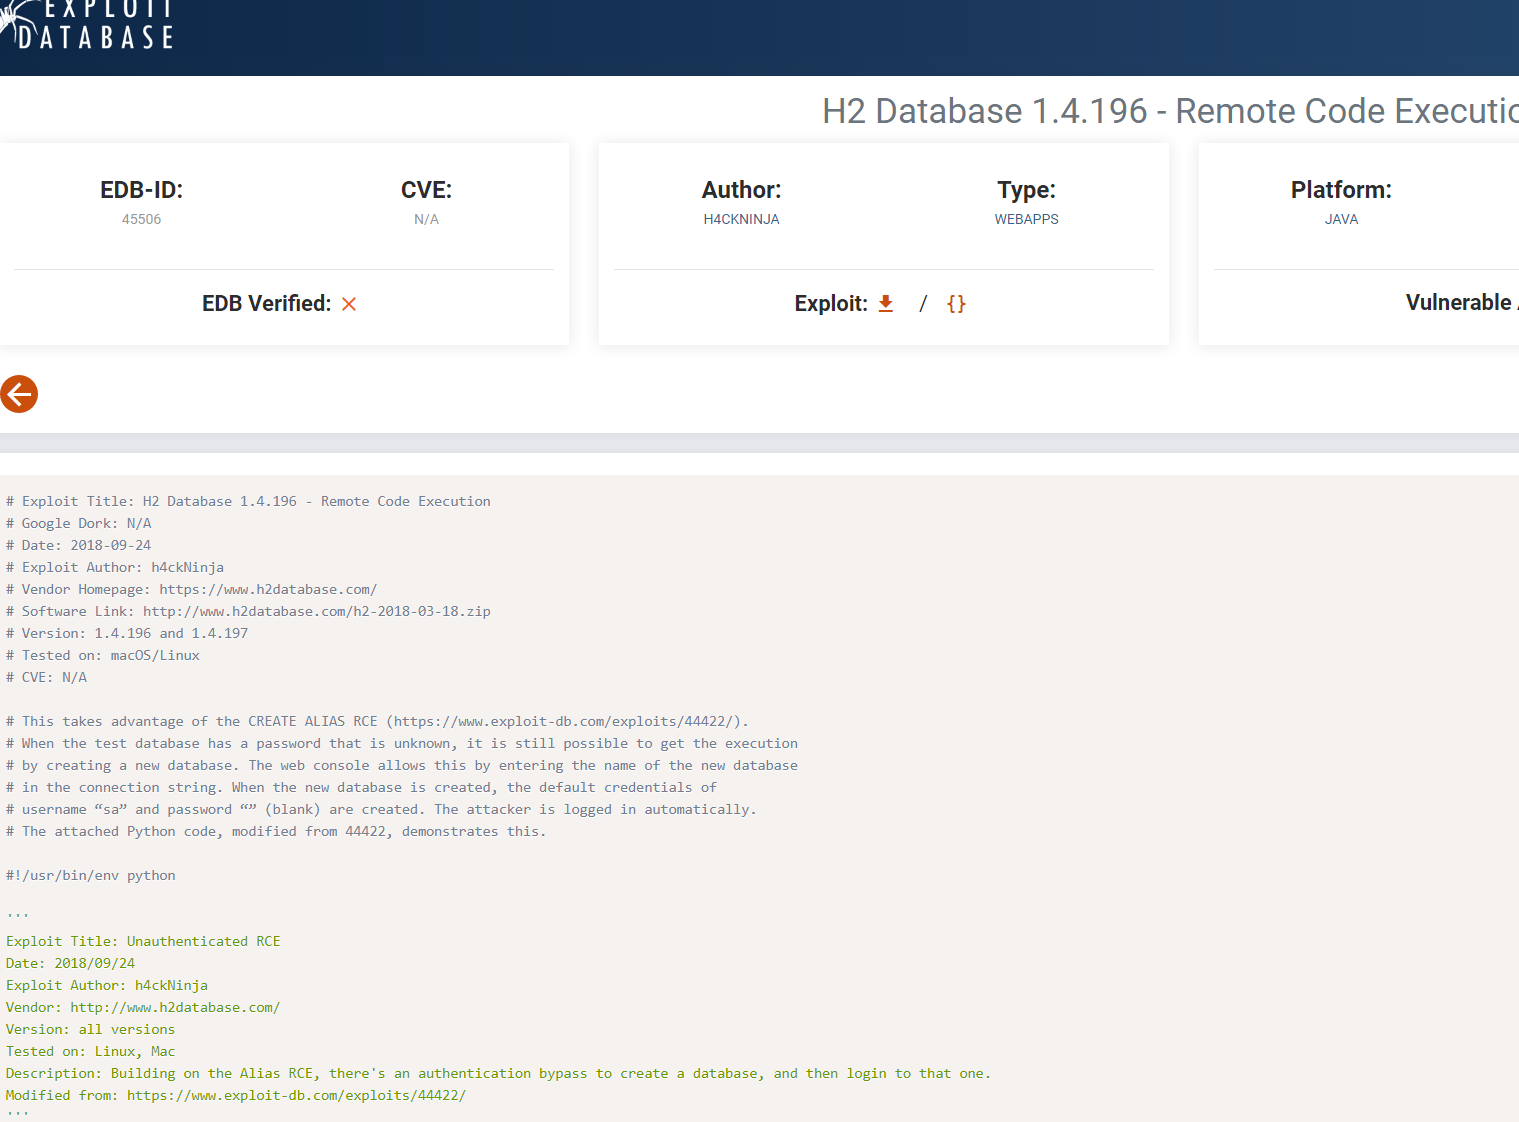 EXPLOIT
DATABASE
H2 Database 1.4.196 - Remote Code Executio
EDB-ID:
45506
CVE:
N/A
EDB Verified:
Author:
H4CKNINJA
Type:
WEBAPPS
Exploit: / {}
Platform:
JAVA
Vulnerable
# Exploit Title: H2 Database 1.4.196 - Remote Code Execution
# Google Dork: N/A
# Date: 2018-09-24
# Exploit Author: h4ckNinja
# Vendor Homepage: https://www.h2database.com/
# Software Link: http://www.h2database.com/h2-2018-03-18.zip
# Version: 1.4.196 and 1.4.197
# Tested on: macOS/Linux
# CVE: N/A
# This takes advantage of the CREATE ALIAS RCE (https://www.exploit-db.com/exploits/44422/).
# When the test database has a password that is unknown, it is still possible to get the execution
# by creating a new database. The web console allows this by entering the name of the new database
# in the connection string. When the new database is created, the default credentials of
# username “sa” and password “” (blank) are created. The attacker is logged in automatically.
# The attached Python code, modified from 44422, demonstrates this.
#!/usr/bin/env python
'''
Exploit Title: Unauthenticated RCE
Date: 2018/09/24
Exploit Author: h4ckNinja
Vendor: http://www.h2database.com/
Version: all versions
Tested on: Linux, Mac
Description: Building on the Alias RCE, there's an authentication bypass to create a database, and then login to that one.
Modified from: https://www.exploit-db.com/exploits/44422/
'''